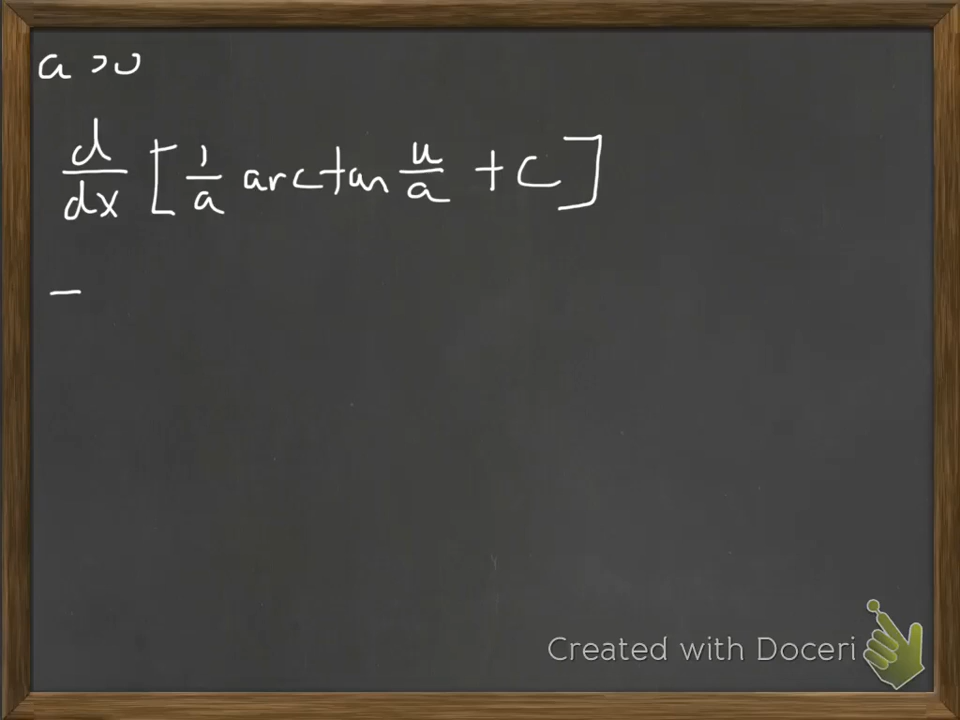 a > 0
d/dx [ 1/a arctan u/a + C ]
Created with Doceri